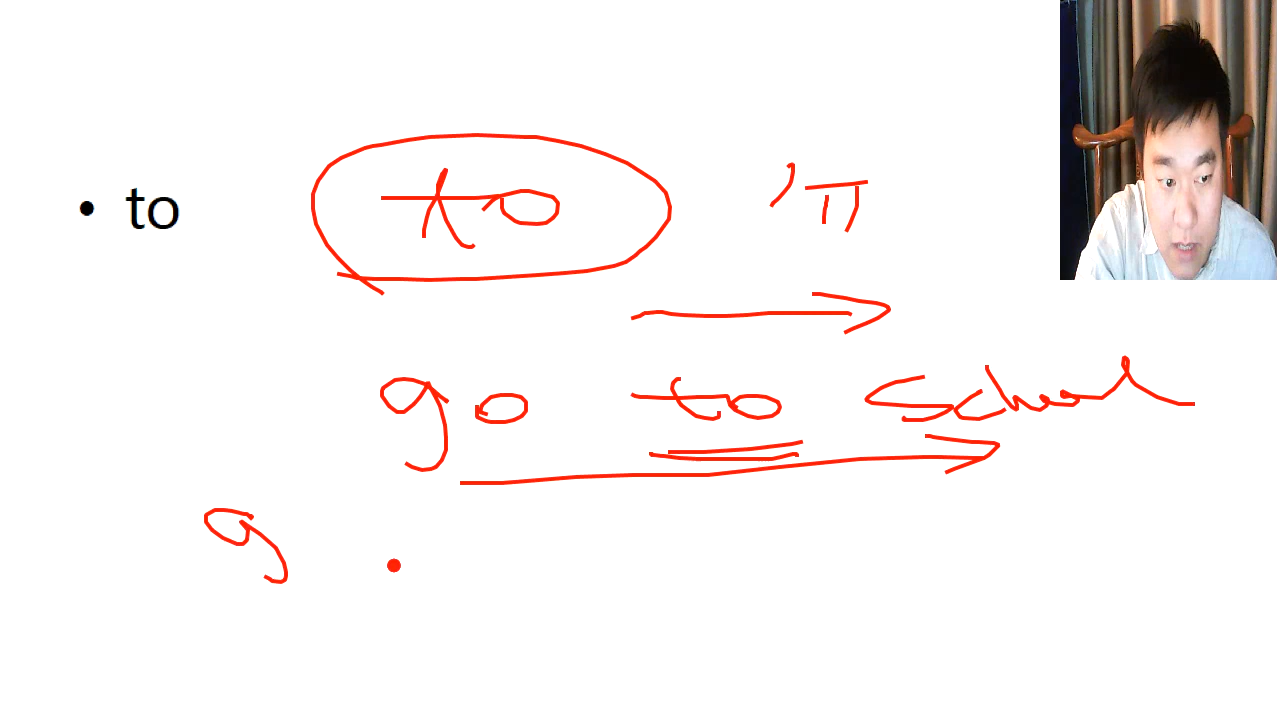 • to to
go to school
g